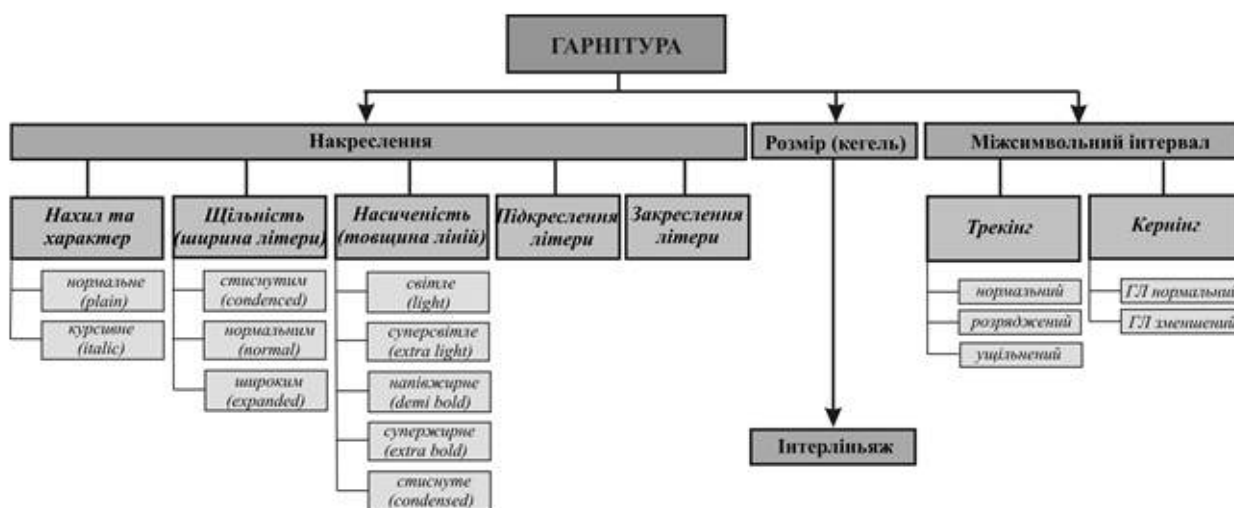 ГАРНІТУРА
Накреслення
Розмір (кегель)
Міжсимвольний інтервал
Нахил та
характер
Щільність
(ширина літери)
Насиченість
(товщина ліній)
Підкреслення
літери
Закреслення
літери
Трекінг
Кернінг
нормальне
(plain)
курсивне
(italic)
стиснутим
(condenced)
нормальним
(normal)
широким
(expanded)
світле
(light)
суперсвітле
(extra light)
напівжирне
(demi bold)
супержирне
(extra bold)
стиснуте
(condensed)
нормальний
розряджений
ущільнений
ГЛ нормальний
ГЛ зменшений
Інтерліньяж